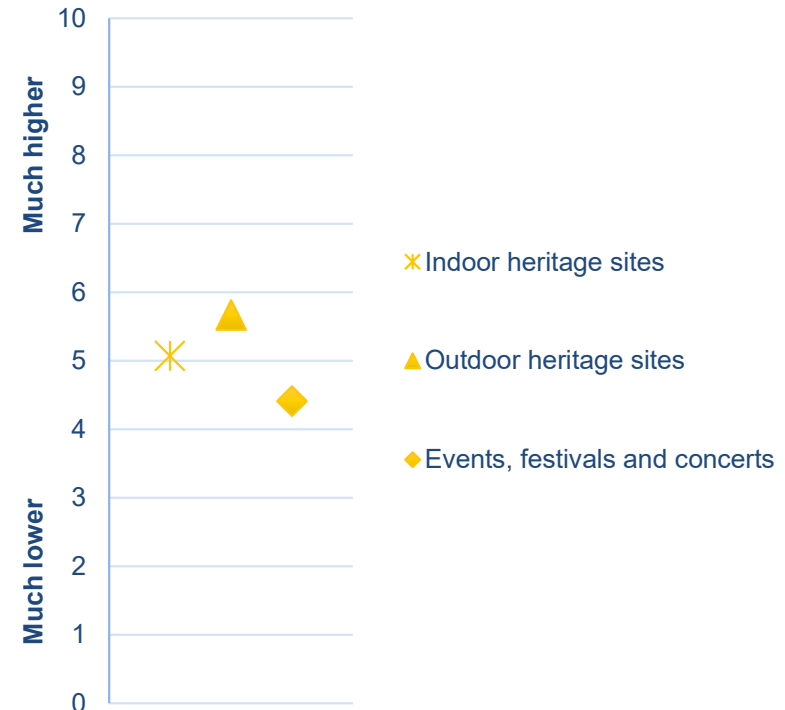 10
9
8
7
6
5
4
3
2
1
0
Much higher
Much lower
Indoor heritage sites
Outdoor heritage sites
Events, festivals and concerts